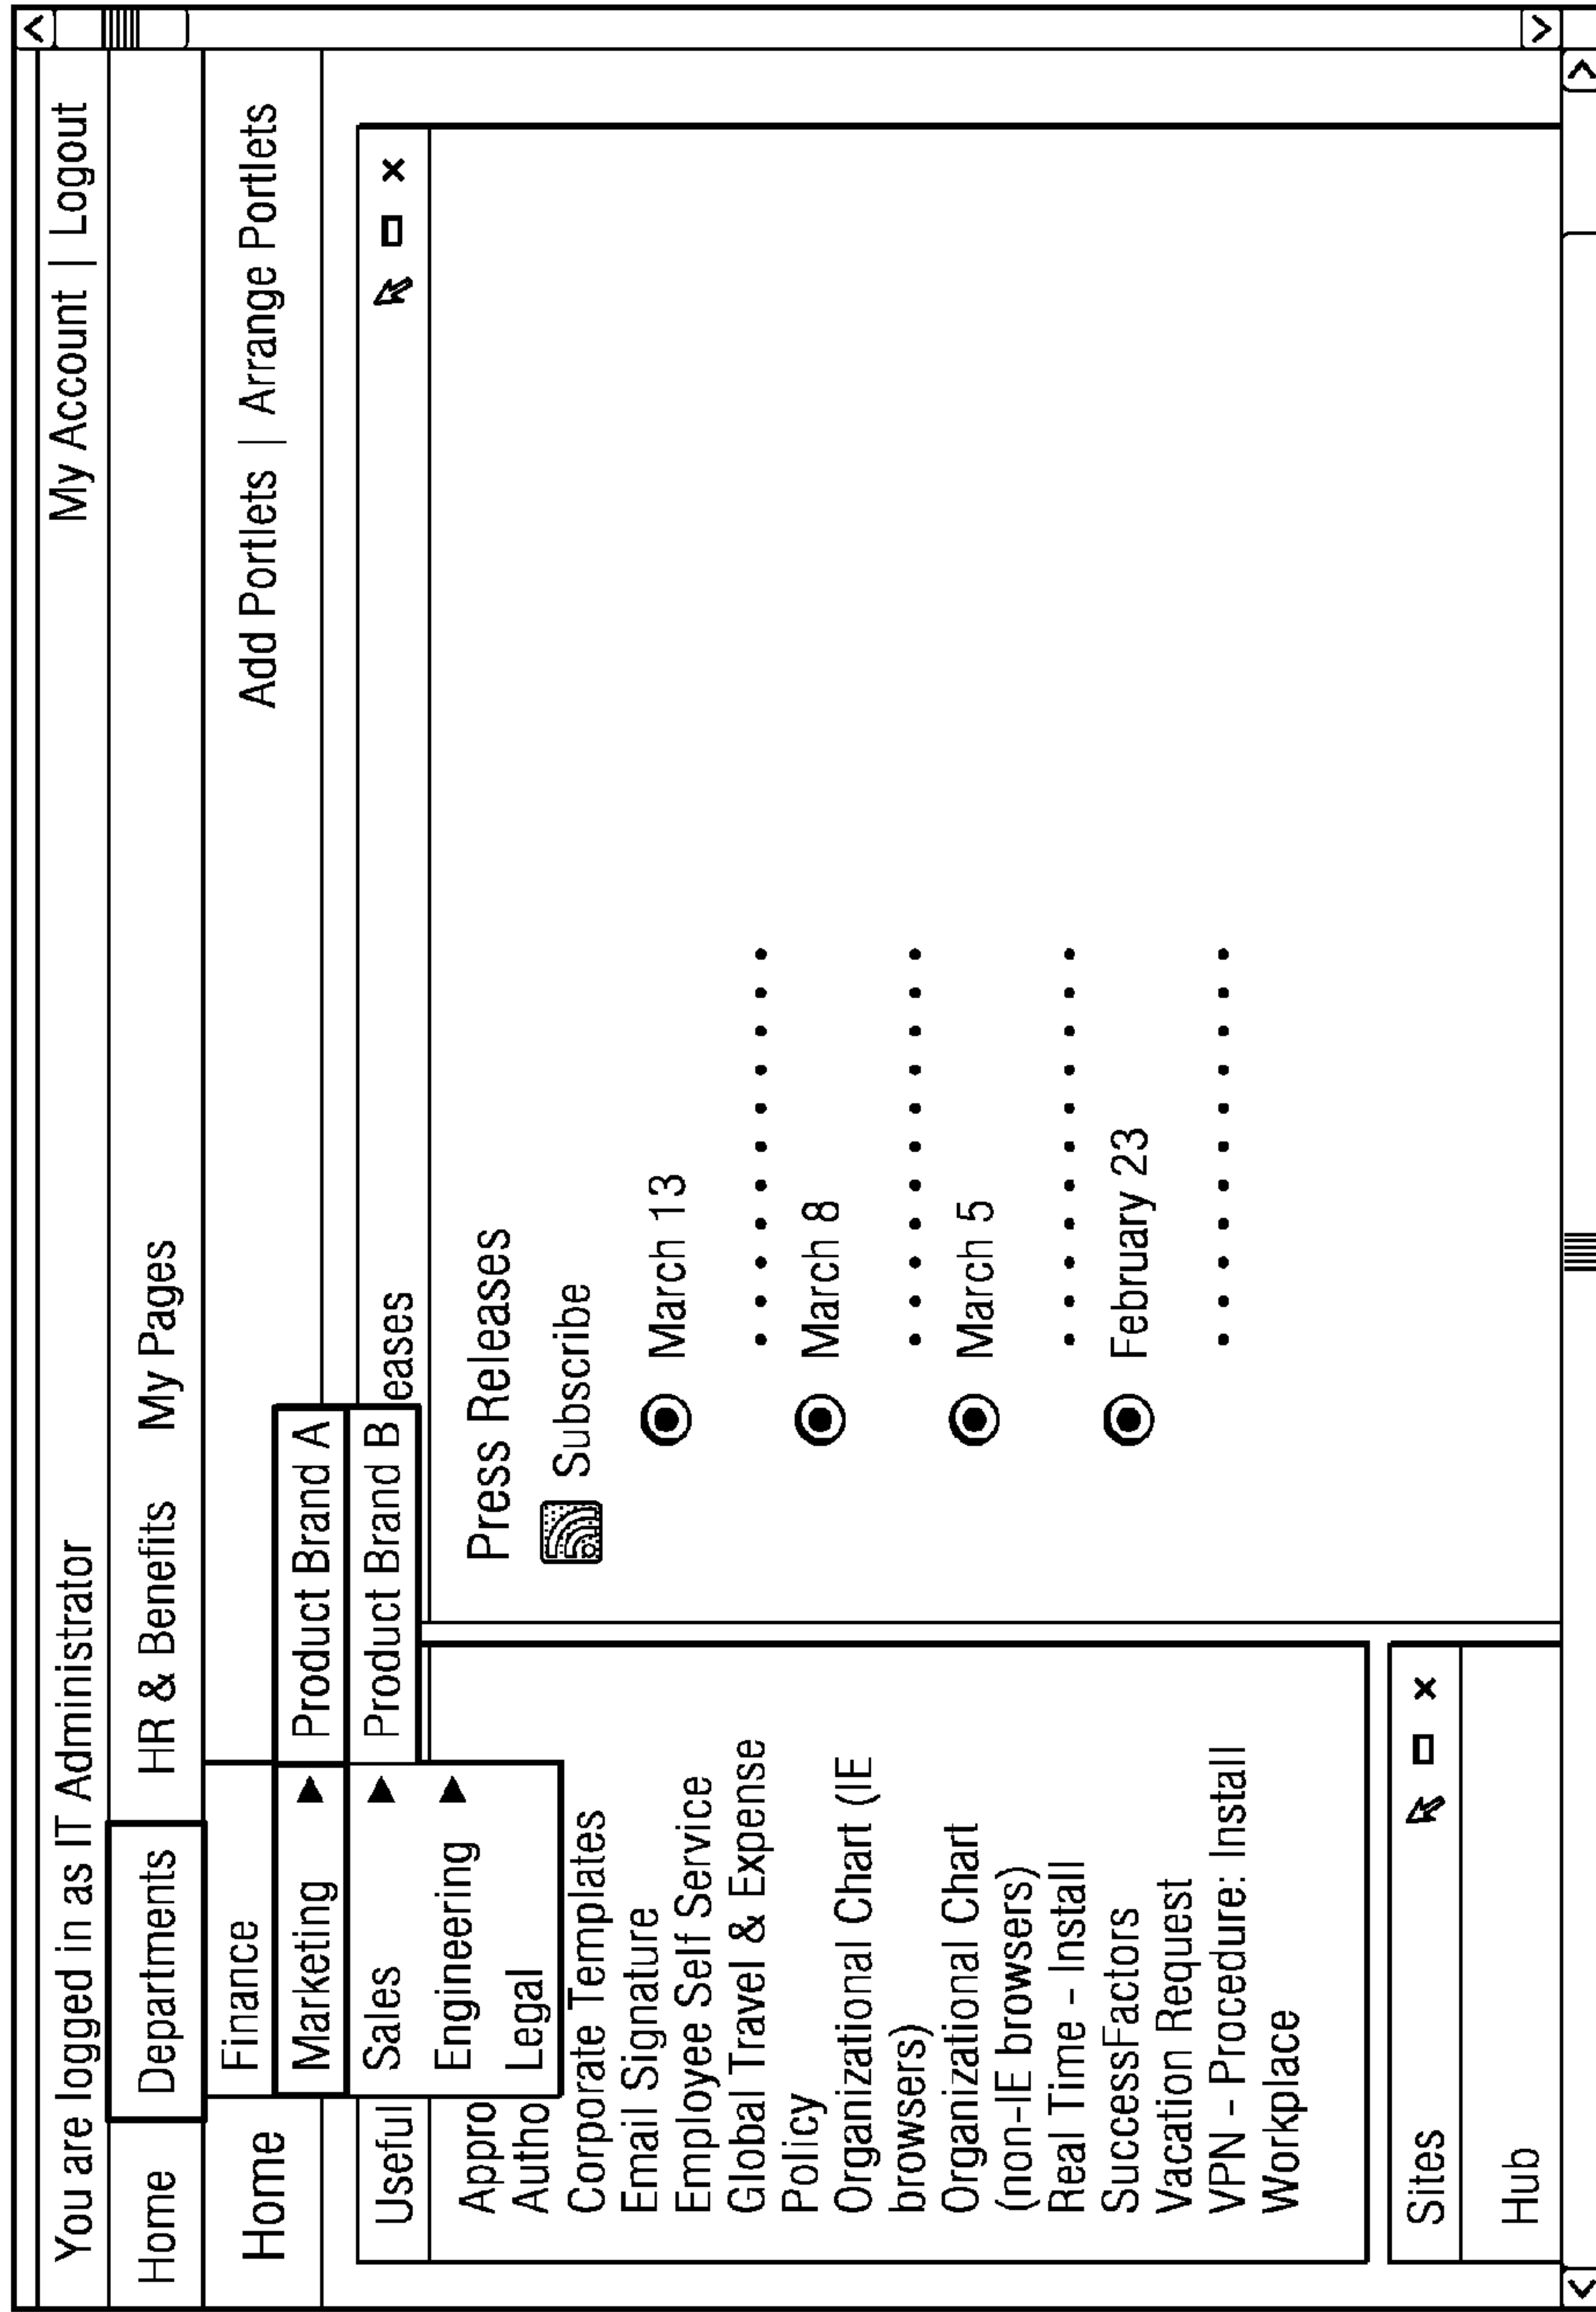 You are logged in as IT Administrator My Account | Logout
Home Departments HR & Benefits My Pages
Home Add Portlets | Arrange Portlets
Finance
Marketing Product Brand A
Sales Product Brand B
Engineering
Legal
Useful
eases
Appro
Autho
Corporate Templates
Email Signature
Employee Self Service
Global Travel & Expense
Policy
Organizational Chart (IE
browsers)
Organizational Chart
(non-IE browsers)
Real Time - Install
SuccessFactors
Vacation Request
VPN - Procedure: Install
Workplace
Sites
Hub
Press Releases
Subscribe
March 13
March 8
March 5
February 23